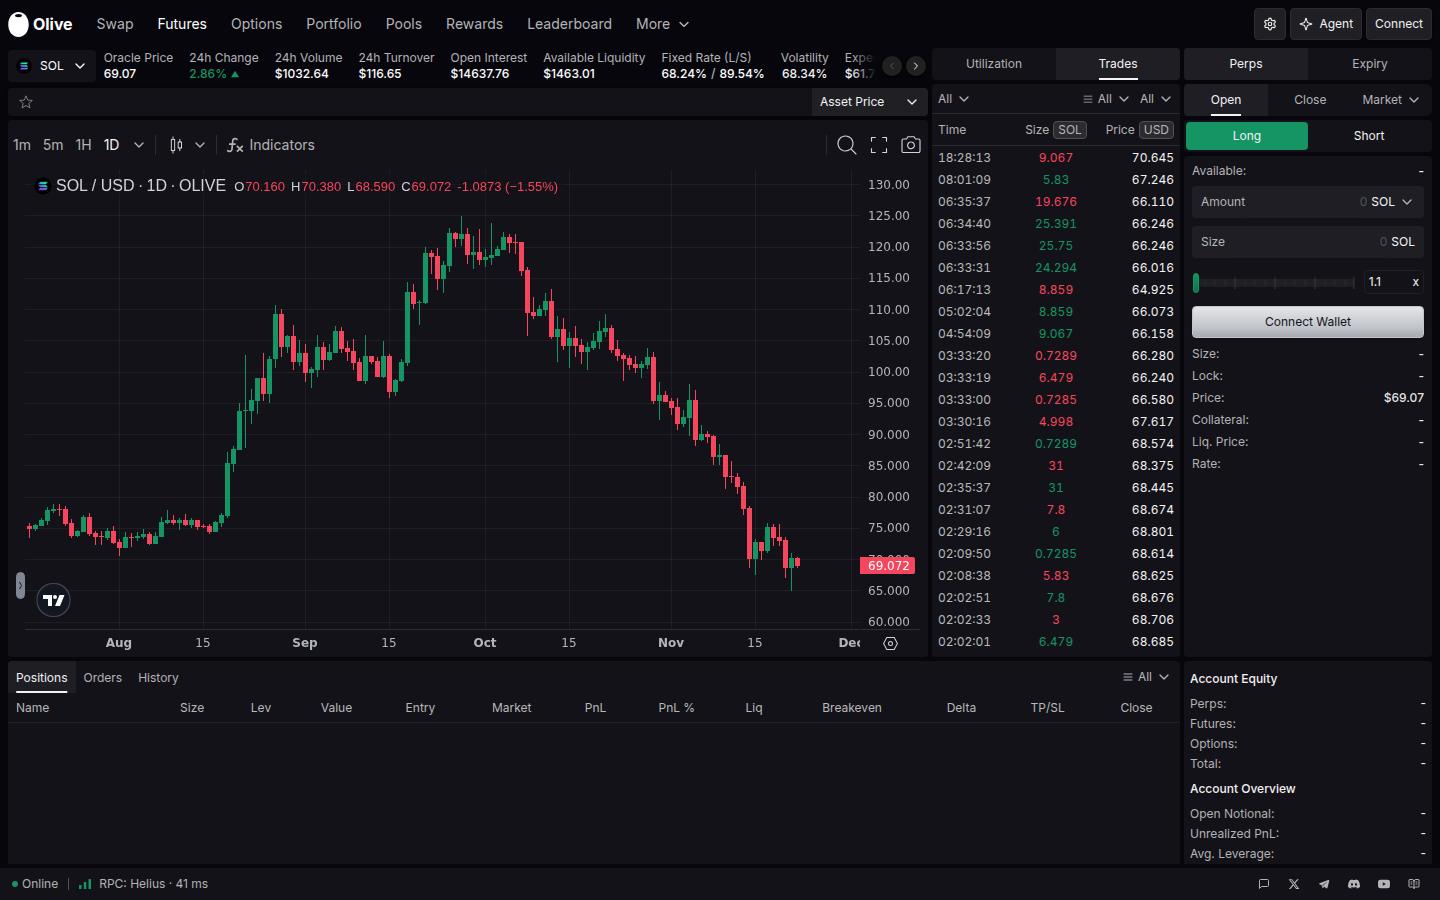 Olive
Swap Futures Options Portfolio Pools Rewards Leaderboard More
Agent Connect
SOL
Oracle Price 24h Change 24h Volume 24h Turnover Open Interest Available Liquidity Fixed Rate (L/S) Volatility
69.07 2.86% $1032.64 $116.65 $14637.76 $1463.01 68.24% / 89.54% 68.34%
Utilization Trades
Perps Expiry
Asset Price
All All All
Open Close Market
1m 5m 1H 1D Indicators
Time Size SOL Price USD
Long Short
SOL / USD · 1D · OLIVE O70.160 H70.380 L68.590 C69.072 -1.0873 (−1.55%)
130.00
125.00
120.00
115.00
110.00
105.00
100.00
95.000
90.000
85.000
80.000
75.000
69.072
65.000
60.000
Aug 15 Sep 15 Oct 15 Nov 15
18:28:13 9.067 70.645
08:01:09 5.83 67.246
06:35:37 19.676 66.110
06:34:40 25.391 66.246
06:33:56 25.75 66.246
06:33:31 24.294 66.016
06:17:13 8.859 64.925
05:02:04 8.859 66.073
04:54:09 9.067 66.158
03:33:20 0.7289 66.280
03:33:19 6.479 66.240
03:33:00 0.7285 66.580
03:30:16 4.998 67.617
02:51:42 0.7289 68.574
02:42:09 31 68.375
02:35:37 31 68.445
02:31:07 7.8 68.674
02:29:16 6 68.801
02:09:50 0.7285 68.614
02:08:38 5.83 68.625
02:02:51 7.8 68.676
02:02:33 3 68.706
02:02:01 6.479 68.685
Available: -
Amount 0 SOL
Size 0 SOL
1.1 x
Connect Wallet
Size: -
Lock: -
Price: $69.07
Collateral: -
Liq. Price: -
Rate: -
Positions Orders History All
Name Size Lev Value Entry Market PnL PnL % Liq Breakeven Delta TP/SL Close
Account Equity
Perps: -
Futures: -
Options: -
Total: -
Account Overview
Open Notional: -
Unrealized PnL: -
Avg. Leverage: -
Online RPC: Helius · 41 ms